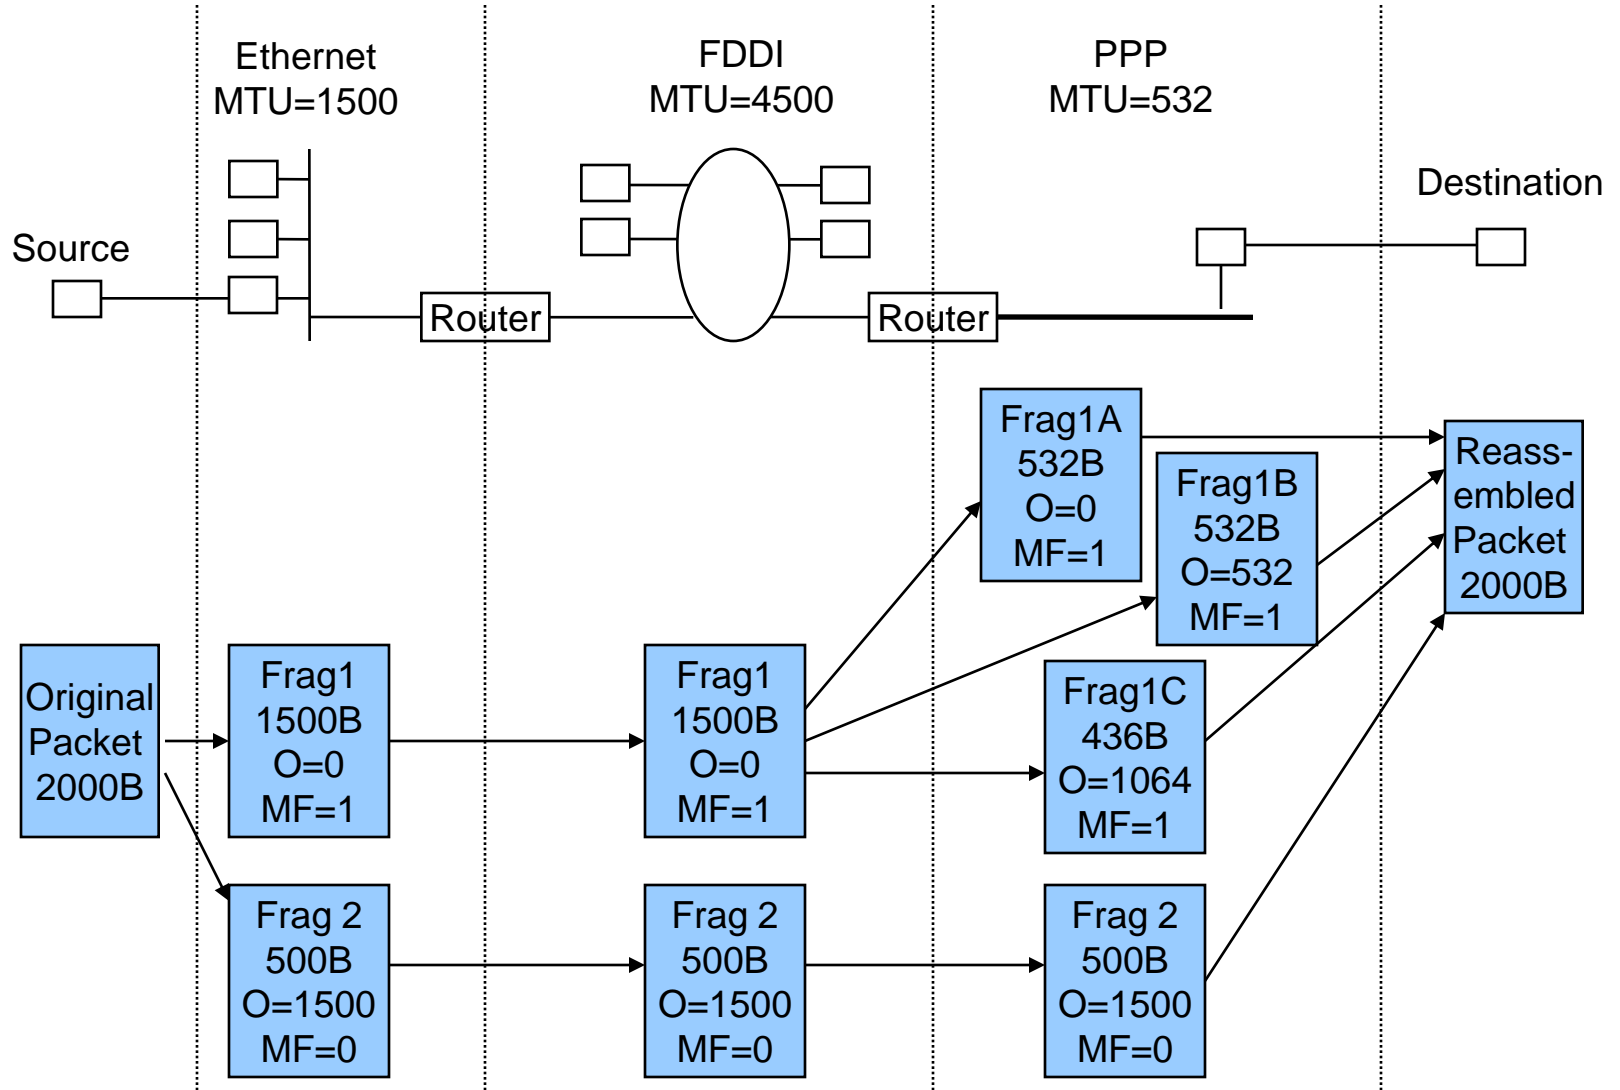 Ethernet
MTU=1500
FDDI
MTU=4500
PPP
MTU=532
Source
Destination
Router
Router
Original
Packet
2000B
Frag1
1500B
O=0
MF=1
Frag 2
500B
O=1500
MF=0
Frag1
1500B
O=0
MF=1
Frag 2
500B
O=1500
MF=0
Frag1A
532B
O=0
MF=1
Frag1B
532B
O=532
MF=1
Frag1C
436B
O=1064
MF=1
Frag 2
500B
O=1500
MF=0
Reass-
embled
Packet
2000B